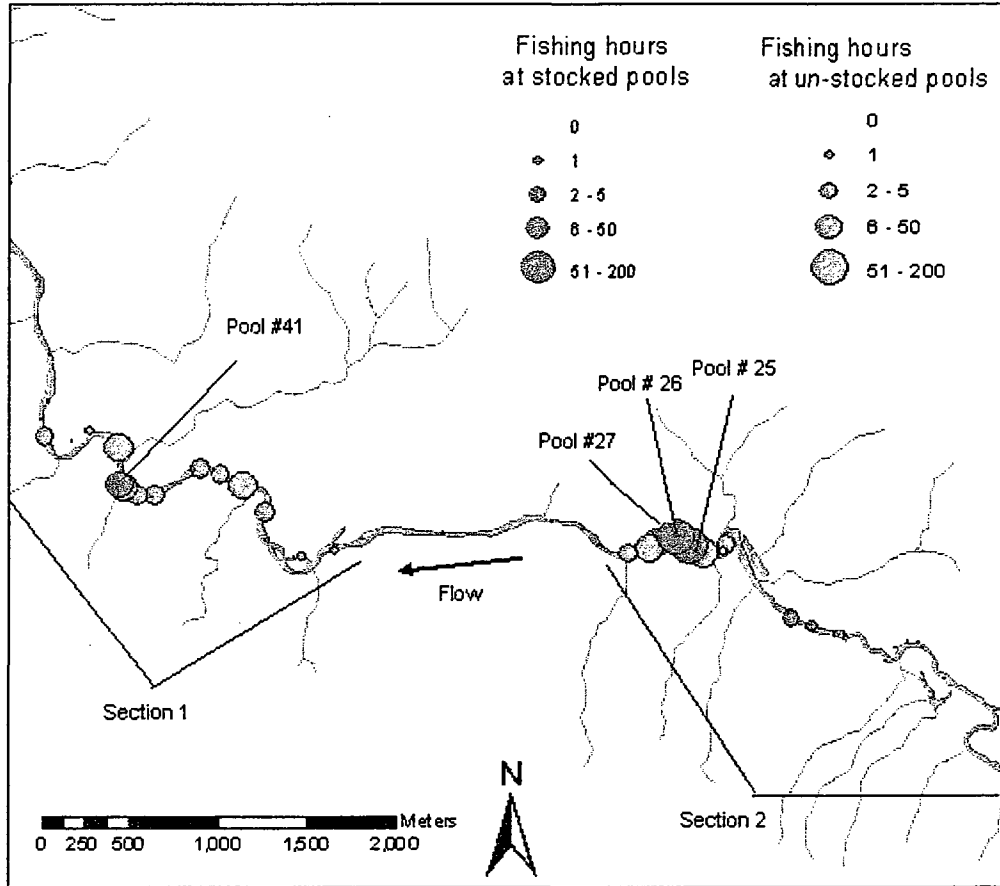 Fishing hours
at stocked pools
0
1
2 - 5
6 - 50
51 - 200
Fishing hours
at un-stocked pools
0
1
2 - 5
6 - 50
51 - 200
Pool #41
Pool # 26
Pool # 25
Pool #27
Flow
Section 1
Section 2
N
Meters
0 250 500 1,000 1,500 2,000